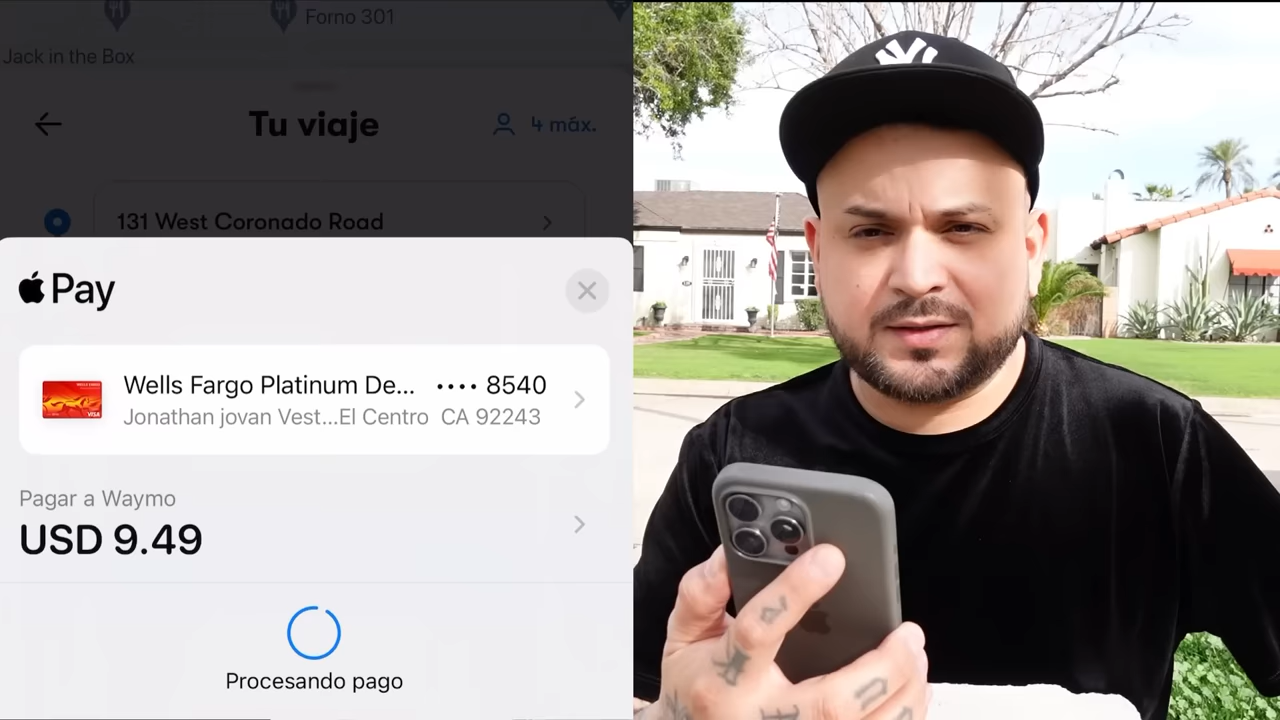 Forno 301
Jack in the Box
Tu viaje
4 máx.
131 West Coronado Road
Pay
Wells Fargo Platinum De... •••• 8540
Jonathan jovan Vest...El Centro CA 92243
Pagar a Waymo
USD 9.49
Procesando pago